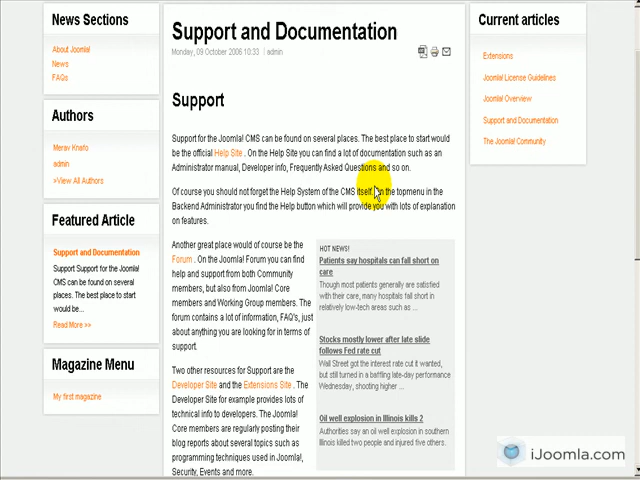 News Sections
About Joomla!
News
FAQs
Authors
Merav Knafo
admin
»View All Authors
Featured Article
Support and Documentation
Support Support for the Joomla!
CMS can be found on several
places. The best place to start
would be...
Read More >>
Magazine Menu
My first magazine
Support and Documentation
Monday, 09 October 2006 10:33 | admin
Support
Support for the Joomla! CMS can be found on several places. The best place to start would
be the official Help Site . On the Help Site you can find a lot of documentation such as an
Administrator manual, Developer info, Frequently Asked Questions and so on.
Of course you should not forget the Help System of the CMS itself. On the topmenu in the
Backend Administrator you find the Help button which will provide you with lots of explanation
on features.
Another great place would of course be the
Forum . On the Joomla! Forum you can find
help and support from both Community
members, but also from Joomla! Core
members and Working Group members. The
forum contains a lot of information, FAQ's, just
about anything you are looking for in terms of
support.
Two other resources for Support are the
Developer Site and the Extensions Site . The
Developer Site for example provides lots of
technical info to developers. The Joomla!
Core members are regularly posting their
blog reports about several topics such as
programming techniques used in Joomla!,
Security, Events and more.
HOT NEWS!
Patients say hospitals can fall short on
care
Though most patients generally are satisfied
with their care, many hospitals fall short in
relatively low-tech areas such as ...
Stocks mostly lower after late slide
follows Fed rate cut
Wall Street got the interest rate cut it wanted,
but still turned in a battling late-day performance
Wednesday, shooting higher ...
Oil well explosion in Illinois kills 2
Authorities say an oil well explosion in southern
Illinois killed two people and injured five others.
Current articles
Extensions
Joomla! License Guidelines
Joomla! Overview
Support and Documentation
The Joomla! Community
iJoomla.com